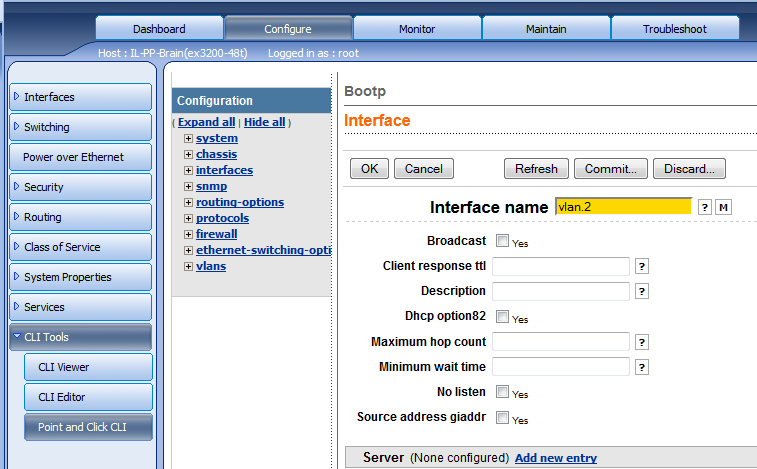 Dashboard
Configure
Monitor
Maintain
Troubleshoot
Host : IL-PP-Brain(ex3200-48t) Logged in as : root
Interfaces
Switching
Power over Ethernet
Security
Routing
Class of Service
System Properties
Services
CLI Tools
CLI Viewer
CLI Editor
Point and Click CLI
Configuration
( Expand all | Hide all )
system
chassis
interfaces
snmp
routing-options
protocols
firewall
ethernet-switching-opti
vlans
Bootp
Interface
OK Cancel Refresh Commit... Discard...
Interface name vlan.2 ? M
Broadcast Yes
Client response ttl ?
Description ?
Dhcp option82 Yes
Maximum hop count ?
Minimum wait time ?
No listen Yes
Source address giaddr Yes
Server (None configured) Add new entry